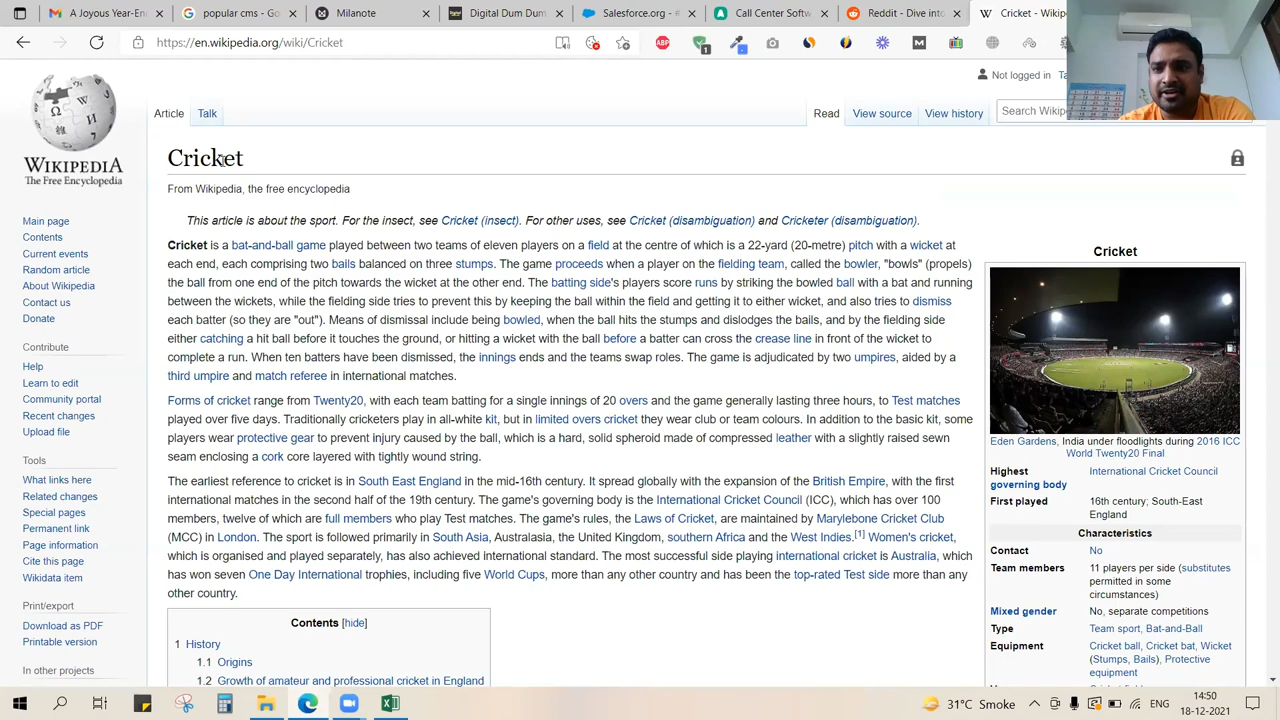 A Joyous Year-En
popular cms - Go
Milanote
Digital Dum Dum
Salesforce.org - #
Call Center Softw
Reddit - Dive into
Cricket - Wikip
https://en.wikipedia.org/wiki/Cricket
Not logged in
WIKIPEDIA
The Free Encyclopedia
Article
Talk
Read
View source
View history
Search Wikip
Cricket
From Wikipedia, the free encyclopedia
This article is about the sport. For the insect, see Cricket (insect). For other uses, see Cricket (disambiguation) and Cricketer (disambiguation).
Cricket is a bat-and-ball game played between two teams of eleven players on a field at the centre of which is a 22-yard (20-metre) pitch with a wicket at
each end, each comprising two bails balanced on three stumps. The game proceeds when a player on the fielding team, called the bowler, "bowls" (propels)
the ball from one end of the pitch towards the wicket at the other end. The batting side's players score runs by striking the bowled ball with a bat and running
between the wickets, while the fielding side tries to prevent this by keeping the ball within the field and getting it to either wicket, and also tries to dismiss
each batter (so they are "out"). Means of dismissal include being bowled, when the ball hits the stumps and dislodges the bails, and by the fielding side
either catching a hit ball before it touches the ground, or hitting a wicket with the ball before a batter can cross the crease line in front of the wicket to
complete a run. When ten batters have been dismissed, the innings ends and the teams swap roles. The game is adjudicated by two umpires, aided by a
third umpire and match referee in international matches.
Forms of cricket range from Twenty20, with each team batting for a single innings of 20 overs and the game generally lasting three hours, to Test matches
played over five days. Traditionally cricketers play in all-white kit, but in limited overs cricket they wear club or team colours. In addition to the basic kit, some
players wear protective gear to prevent injury caused by the ball, which is a hard, solid spheroid made of compressed leather with a slightly raised sewn
seam enclosing a cork core layered with tightly wound string.
The earliest reference to cricket is in South East England in the mid-16th century. It spread globally with the expansion of the British Empire, with the first
international matches in the second half of the 19th century. The game's governing body is the International Cricket Council (ICC), which has over 100
members, twelve of which are full members who play Test matches. The game's rules, the Laws of Cricket, are maintained by Marylebone Cricket Club
(MCC) in London. The sport is followed primarily in South Asia, Australasia, the United Kingdom, southern Africa and the West Indies.[1] Women's cricket,
which is organised and played separately, has also achieved international standard. The most successful side playing international cricket is Australia, which
has won seven One Day International trophies, including five World Cups, more than any other country and has been the top-rated Test side more than any
other country.
Contents [hide]
1 History
1.1 Origins
1.2 Growth of amateur and professional cricket in England
Main page
Contents
Current events
Random article
About Wikipedia
Contact us
Donate
Contribute
Help
Learn to edit
Community portal
Recent changes
Upload file
Tools
What links here
Related changes
Special pages
Permanent link
Page information
Cite this page
Wikidata item
Print/export
Download as PDF
Printable version
In other projects
Cricket
Eden Gardens, India under floodlights during 2016 ICC
World Twenty20 Final
Highest governing body International Cricket Council
First played 16th century; South-East
England
Characteristics
Contact No
Team members 11 players per side (substitutes
permitted in some
circumstances)
Mixed gender No, separate competitions
Type Team sport, Bat-and-Ball
Equipment Cricket ball, Cricket bat, Wicket
(Stumps, Bails), Protective
equipment
31°C Smoke
ENG
14:50
18-12-2021